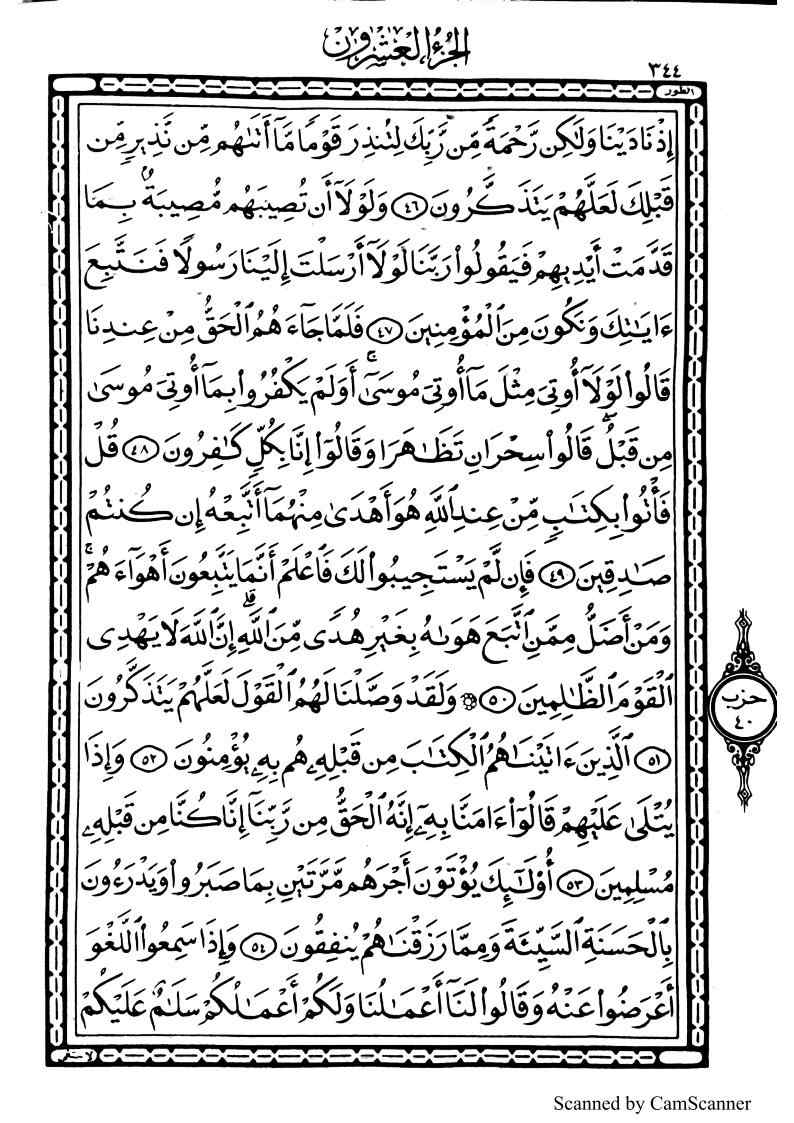 الجزء العشرون
٣٤٤
الطور
إِذْ نَادَيْنَا وَلَٰكِن رَّحْمَةً مِّن رَّبِّكَ لِتُنذِرَ قَوْمًا مَّآ أَتَىٰهُم مِّن نَّذِيرٍ مِّن
قَبْلِكَ لَعَلَّهُمْ يَتَذَكَّرُونَ ٤٦ وَلَوْلَآ أَن تُصِيبَهُم مُّصِيبَةٌۢ بِمَا
قَدَّمَتْ أَيْدِيهِمْ فَيَقُولُوا۟ رَبَّنَا لَوْلَآ أَرْسَلْتَ إِلَيْنَا رَسُولًا فَنَتَّبِعَ
ءَايَٰتِكَ وَنَكُونَ مِنَ ٱلْمُؤْمِنِينَ ٤٧ فَلَمَّا جَآءَهُمُ ٱلْحَقُّ مِنْ عِندِنَا
قَالُوا۟ لَوْلَآ أُوتِىَ مِثْلَ مَآ أُوتِىَ مُوسَىٰٓ ۚ أَوَلَمْ يَكْفُرُوا۟ بِمَآ أُوتِىَ مُوسَىٰ
مِن قَبْلُ ۖ قَالُوا۟ سِحْرَانِ تَظَٰهَرَا وَقَالُوٓا۟ إِنَّا بِكُلٍّ كَٰفِرُونَ ٤٨ قُلْ
فَأْتُوا۟ بِكِتَٰبٍ مِّنْ عِندِ ٱللَّهِ هُوَ أَهْدَىٰ مِنْهُمَآ أَتَّبِعْهُ إِن كُنتُمْ
صَٰدِقِينَ ٤٩ فَإِن لَّمْ يَسْتَجِيبُوا۟ لَكَ فَٱعْلَمْ أَنَّمَا يَتَّبِعُونَ أَهْوَآءَهُمْ ۚ
وَمَنْ أَضَلُّ مِمَّنِ ٱتَّبَعَ هَوَىٰهُ بِغَيْرِ هُدًى مِّنَ ٱللَّهِ ۗ إِنَّ ٱللَّهَ لَا يَهْدِى
ٱلْقَوْمَ ٱلظَّٰلِمِينَ ٥٠ ۞ وَلَقَدْ وَصَّلْنَا لَهُمُ ٱلْقَوْلَ لَعَلَّهُمْ يَتَذَكَّرُونَ
حزب
٤٠
٥١ ٱلَّذِينَ ءَاتَيْنَٰهُمُ ٱلْكِتَٰبَ مِن قَبْلِهِۦ هُم بِهِۦ يُؤْمِنُونَ ٥٢ وَإِذَا
يُتْلَىٰ عَلَيْهِمْ قَالُوٓا۟ ءَامَنَّا بِهِۦٓ إِنَّهُ ٱلْحَقُّ مِن رَّبِّنَآ إِنَّا كُنَّا مِن قَبْلِهِۦ
مُسْلِمِينَ ٥٣ أُو۟لَٰٓئِكَ يُؤْتَوْنَ أَجْرَهُم مَّرَّتَيْنِ بِمَا صَبَرُوا۟ وَيَدْرَءُونَ
بِٱلْحَسَنَةِ ٱلسَّيِّئَةَ وَمِمَّا رَزَقْنَٰهُمْ يُنفِقُونَ ٥٤ وَإِذَا سَمِعُوا۟ ٱللَّغْوَ
أَعْرَضُوا۟ عَنْهُ وَقَالُوا۟ لَنَآ أَعْمَٰلُنَا وَلَكُمْ أَعْمَٰلُكُمْ سَلَٰمٌ عَلَيْكُمْ
لا نبتغي
Scanned by CamScanner